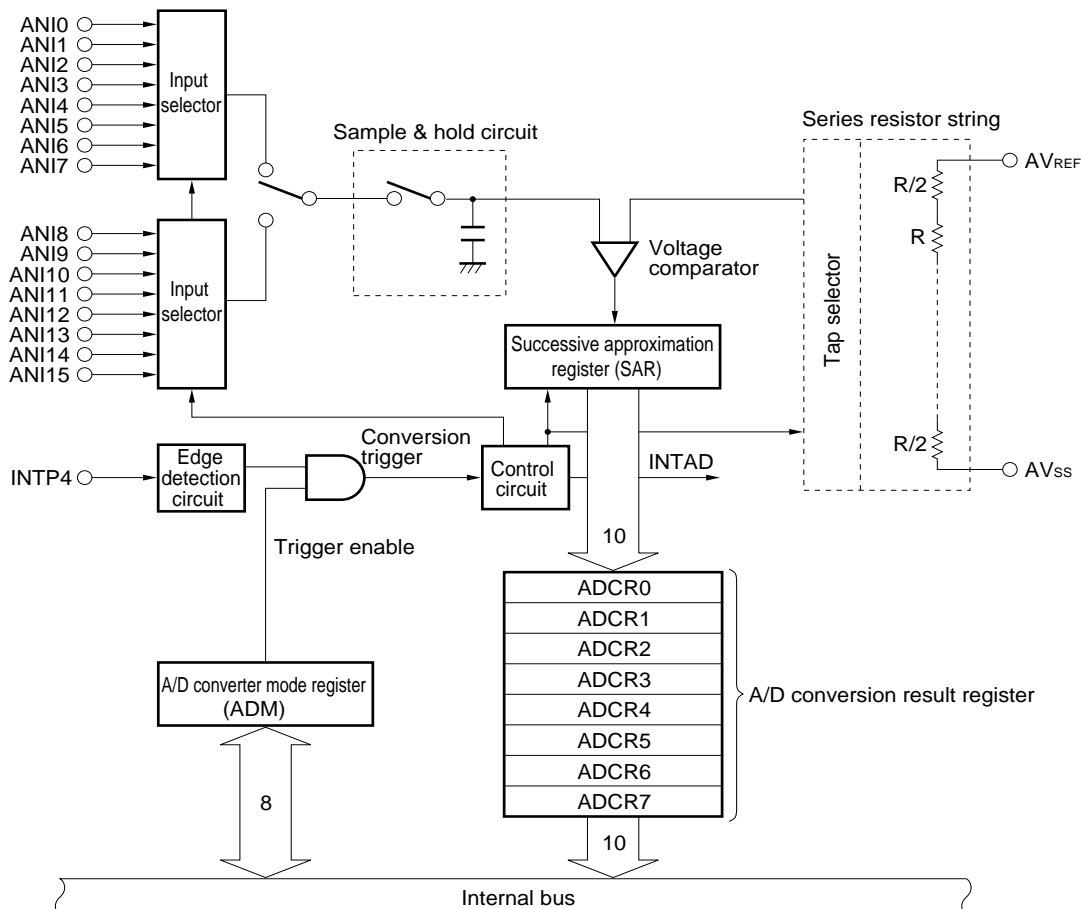 ANI0
ANI1
ANI2
ANI3
ANI4
ANI5
ANI6
ANI7
Input
selector
ANI8
ANI9
ANI10
ANI11
ANI12
ANI13
ANI14
ANI15
Input
selector
Sample & hold circuit
Voltage
comparator
Series resistor string
Tap selector
R/2
R
R/2
AVREF
AVSS
Successive approximation
register (SAR)
INTP4
Edge
detection
circuit
Conversion
trigger
Control
circuit
INTAD
Trigger enable
10
A/D converter mode register
(ADM)
ADCR0
ADCR1
ADCR2
ADCR3
ADCR4
ADCR5
ADCR6
ADCR7
A/D conversion result register
8
10
Internal bus